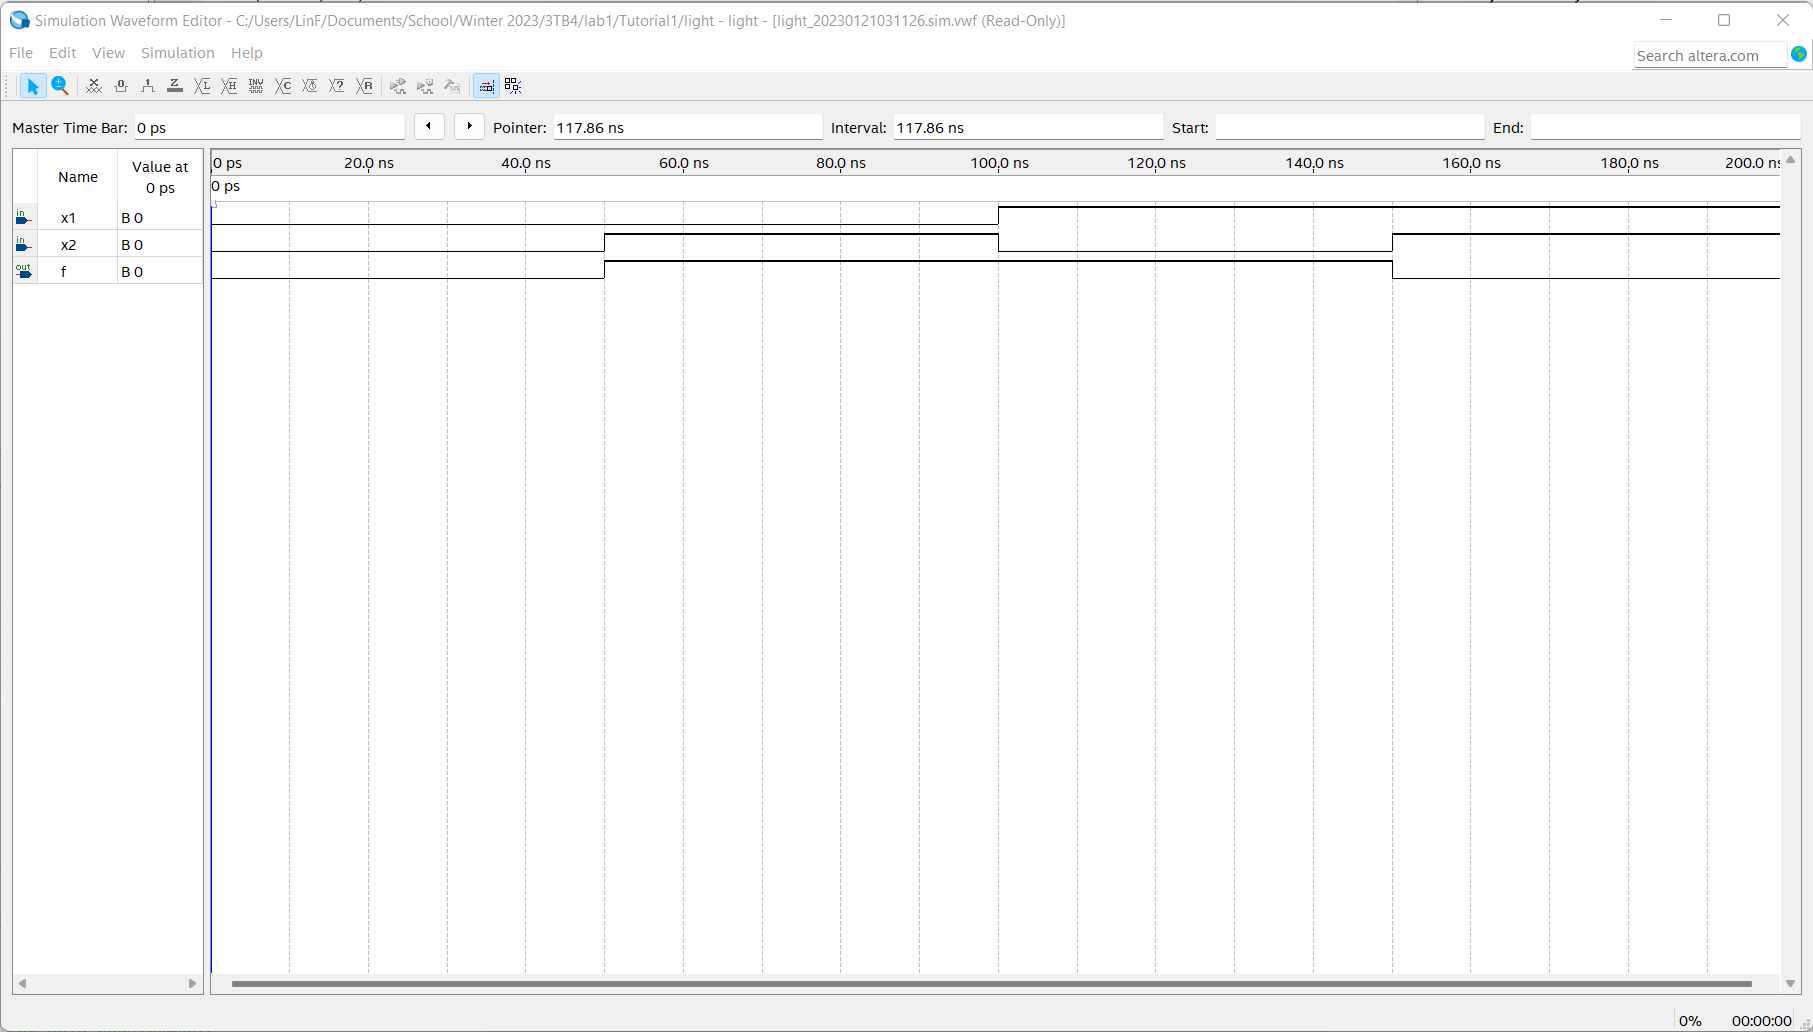 Simulation Waveform Editor - C:/Users/LinF/Documents/School/Winter 2023/3TB4/lab1/Tutorial1/light - light - [light_20230121031126.sim.vwf (Read-Only)]
File Edit View Simulation Help
Search altera.com
Master Time Bar: 0 ps Pointer: 117.86 ns Interval: 117.86 ns Start: End:
Name Value at 0 ps
0 ps 20.0 ns 40.0 ns 60.0 ns 80.0 ns 100.0 ns 120.0 ns 140.0 ns 160.0 ns 180.0 ns 200.0 ns
0 ps
in x1 B 0
in x2 B 0
out f B 0
0% 00:00:00